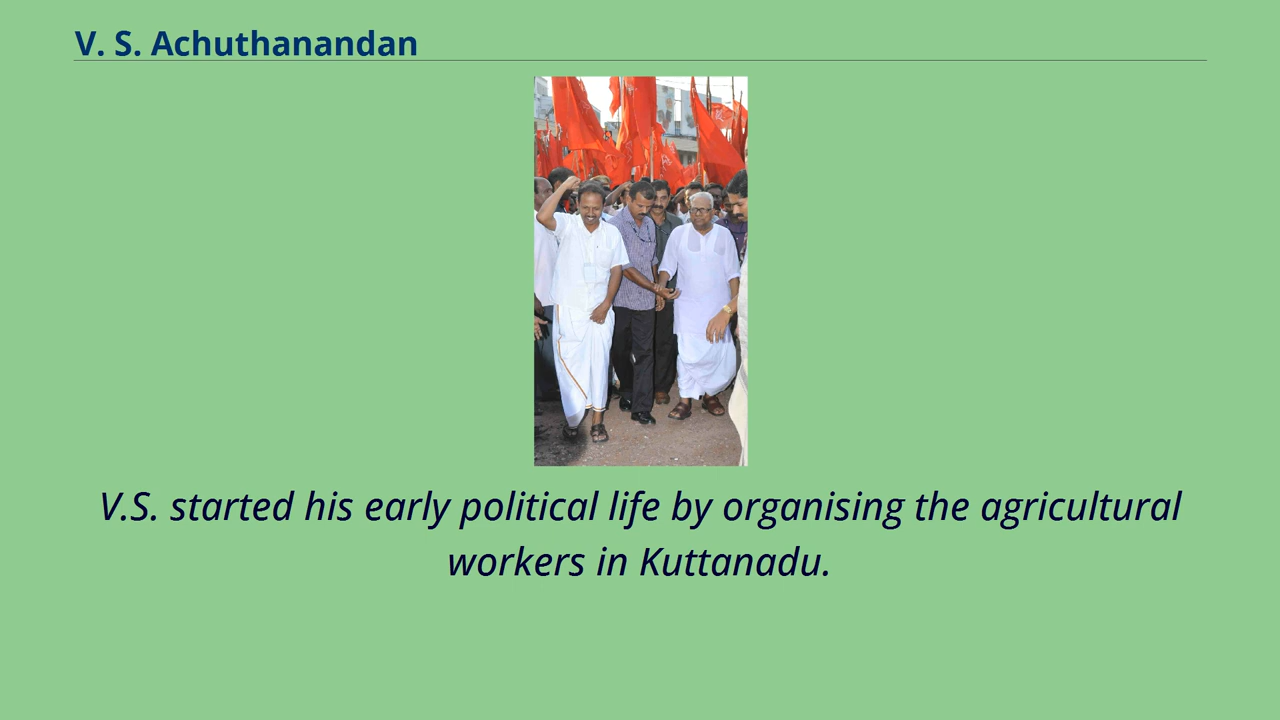 V. S. Achuthanandan
V.S. started his early political life by organising the agricultural
workers in Kuttanadu.